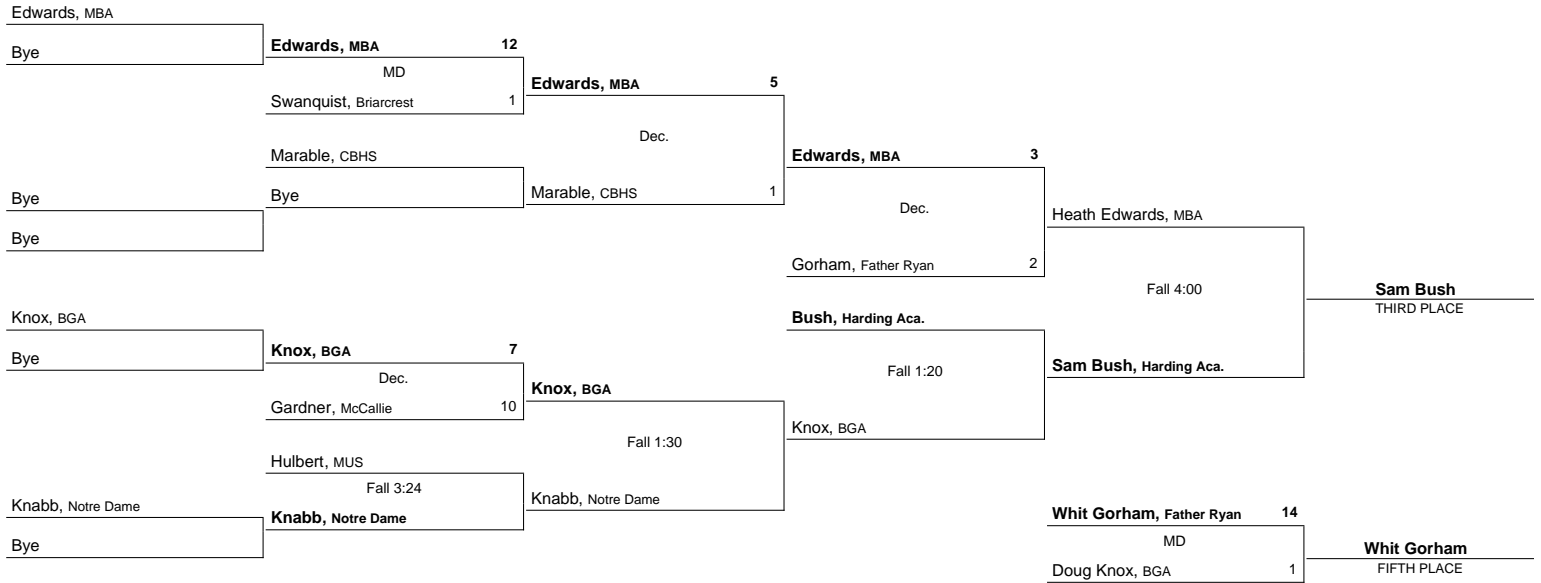 Edwards, MBA
Bye
Edwards, MBA 12
MD
Swanquist, Briarcrest 1
Edwards, MBA 5
Dec.
Marable, CBHS
Bye
Marable, CBHS 1
Bye
Bye
Edwards, MBA 3
Dec.
Gorham, Father Ryan 2
Heath Edwards, MBA
Fall 4:00
Sam Bush
THIRD PLACE
Knox, BGA
Bye
Knox, BGA 7
Dec.
Gardner, McCallie 10
Knox, BGA
Fall 1:30
Hulbert, MUS
Fall 3:24
Knabb, Notre Dame
Knabb, Notre Dame
Knabb, Notre Dame
Bye
Bush, Harding Aca.
Fall 1:20
Knox, BGA
Sam Bush, Harding Aca.
Whit Gorham, Father Ryan 14
MD
Doug Knox, BGA 1
Whit Gorham
FIFTH PLACE